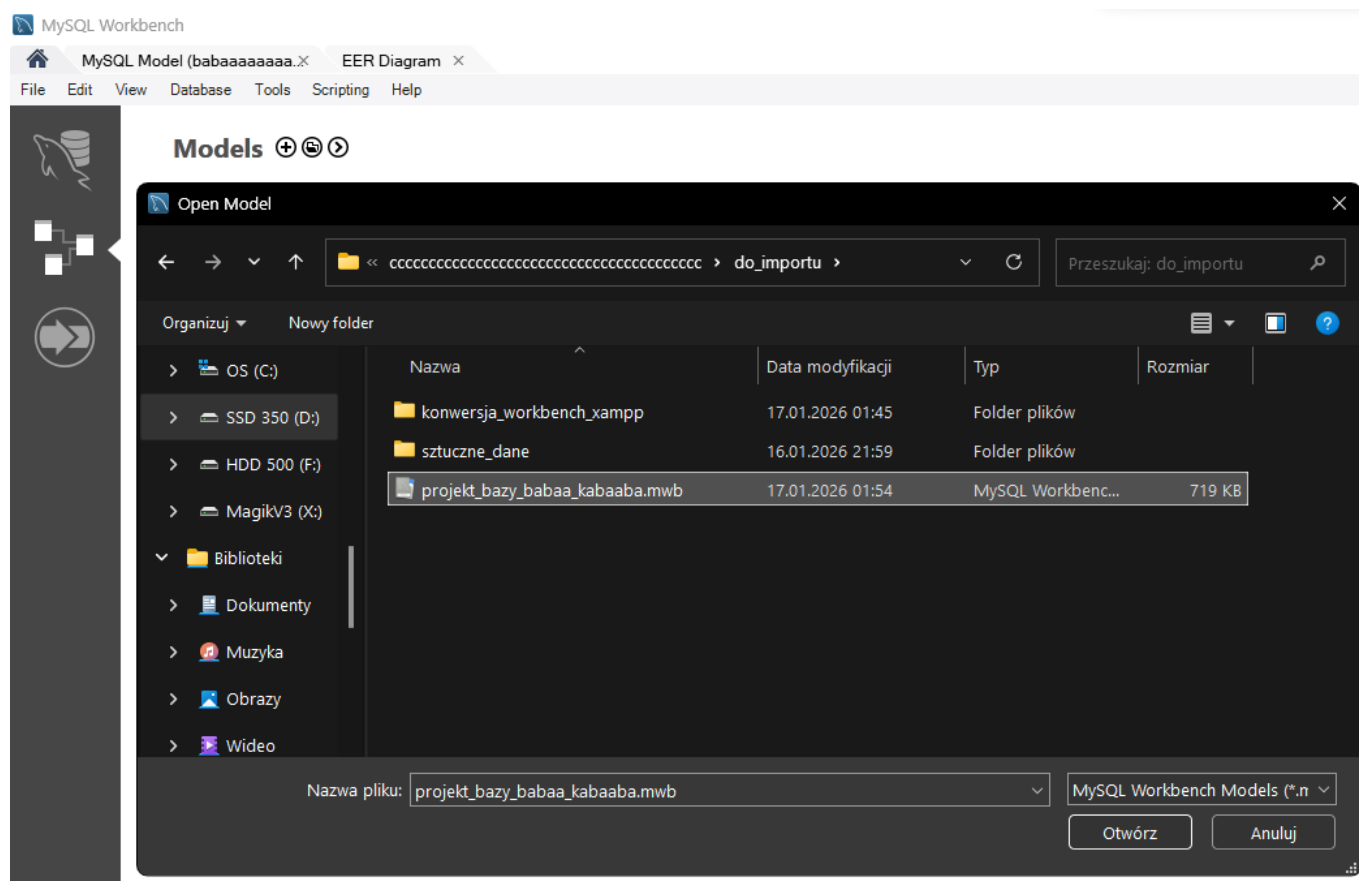 MySQL Workbench
MySQL Model (babaaaaaaaa..× EER Diagram ×
File Edit View Database Tools Scripting Help
Models
Open Model
« cccccccccccccccccccccccccccccccccccccccc › do_importu ›
Przeszukaj: do_importu
Organizuj Nowy folder
Nazwa Data modyfikacji Typ Rozmiar
OS (C:)
SSD 350 (D:)
HDD 500 (F:)
MagikV3 (X:)
Biblioteki
Dokumenty
Muzyka
Obrazy
Wideo
konwersja_workbench_xampp 17.01.2026 01:45 Folder plików
sztuczne_dane 16.01.2026 21:59 Folder plików
projekt_bazy_babaa_kabaaba.mwb 17.01.2026 01:54 MySQL Workbenc... 719 KB
Nazwa pliku: projekt_bazy_babaa_kabaaba.mwb
MySQL Workbench Models (*.m
Otwórz Anuluj